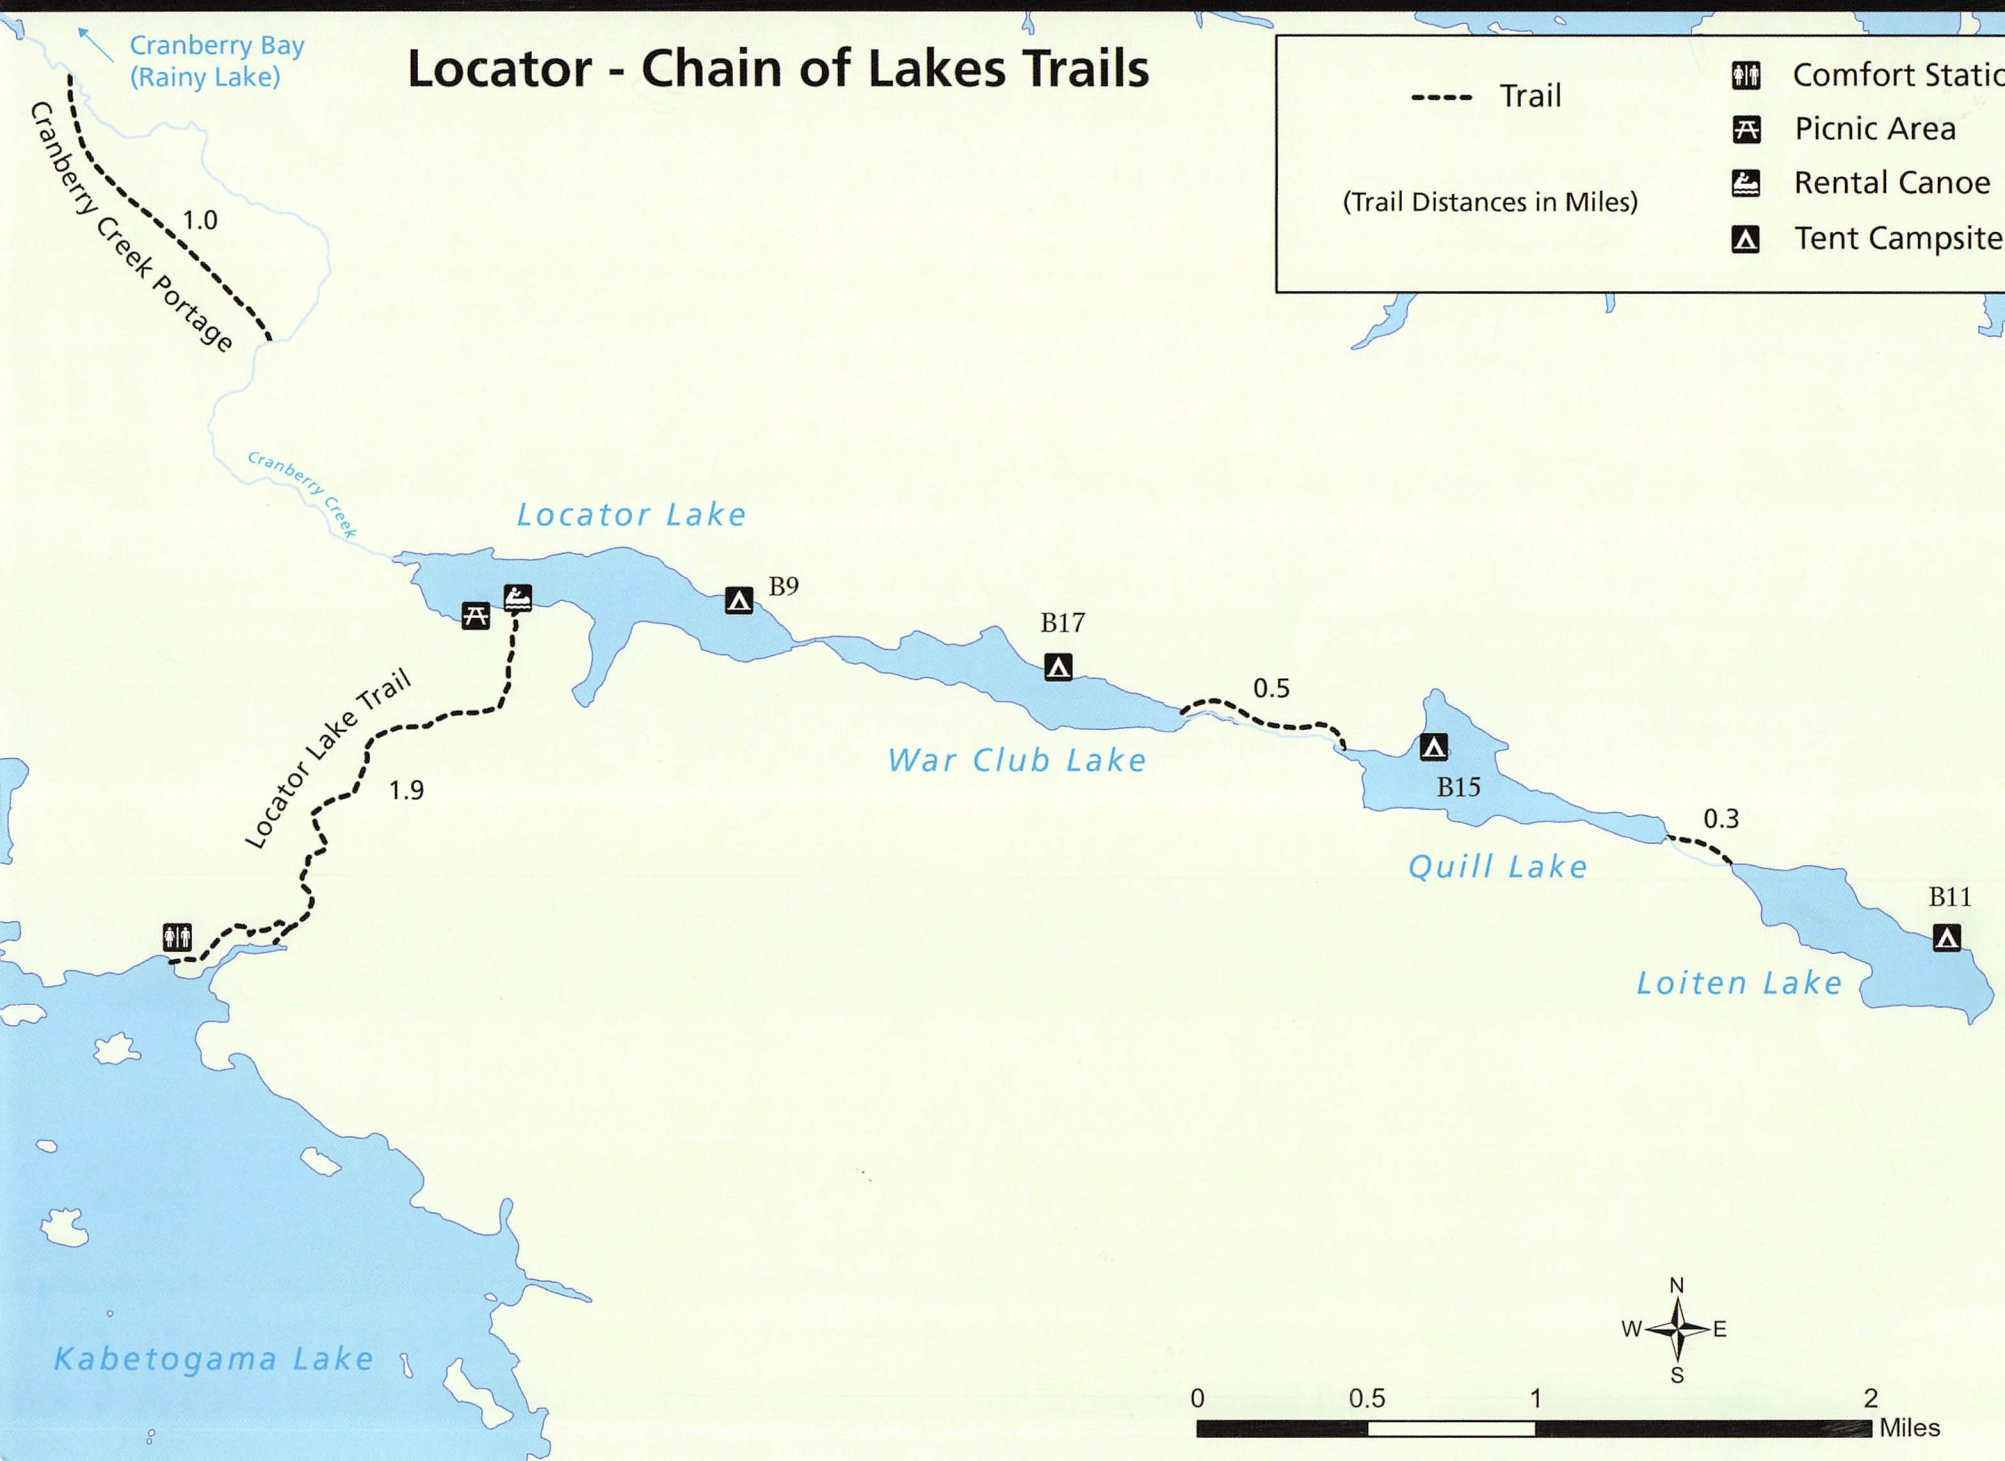 Cranberry Bay
(Rainy Lake)
Locator - Chain of Lakes Trails
Trail
(Trail Distances in Miles)
Comfort Statio
Picnic Area
Rental Canoe
Tent Campsite
Cranberry Creek Portage
1.0
Cranberry Creek
Locator Lake
B9
B17
Locator Lake Trail
1.9
War Club Lake
0.5
B15
Quill Lake
0.3
B11
Loiten Lake
Kabetogama Lake
N
W E
S
0 0.5 1 2
Miles